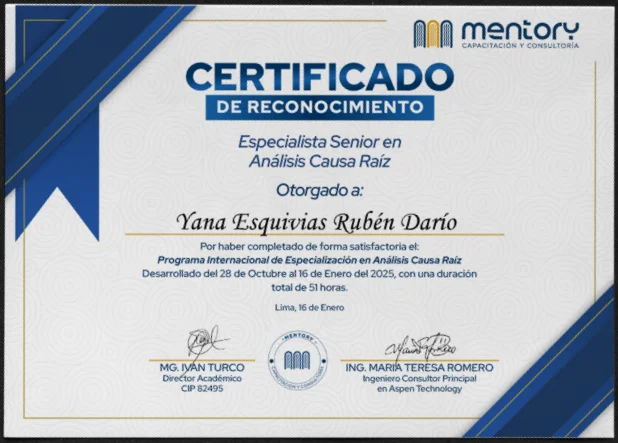 mentory
CAPACITACIÓN Y CONSULTORÍA
CERTIFICADO
DE RECONOCIMIENTO
Especialista Senior en
Análisis Causa Raíz
Otorgado a:
Yana Esquivias Rubén Darío
Por haber completado de forma satisfactoria el:
Programa Internacional de Especialización en Análisis Causa Raíz
Desarrollado del 28 de Octubre al 16 de Enero del 2025, con una duración
total de 51 horas.
Lima, 16 de Enero
MENTORY
CAPACITACIÓN Y CONSULTORÍA
MG. IVAN TURCO
Director Académico
CIP 82495
ING. MARÍA TERESA ROMERO
Ingeniero Consultor Principal
en Aspen Technology